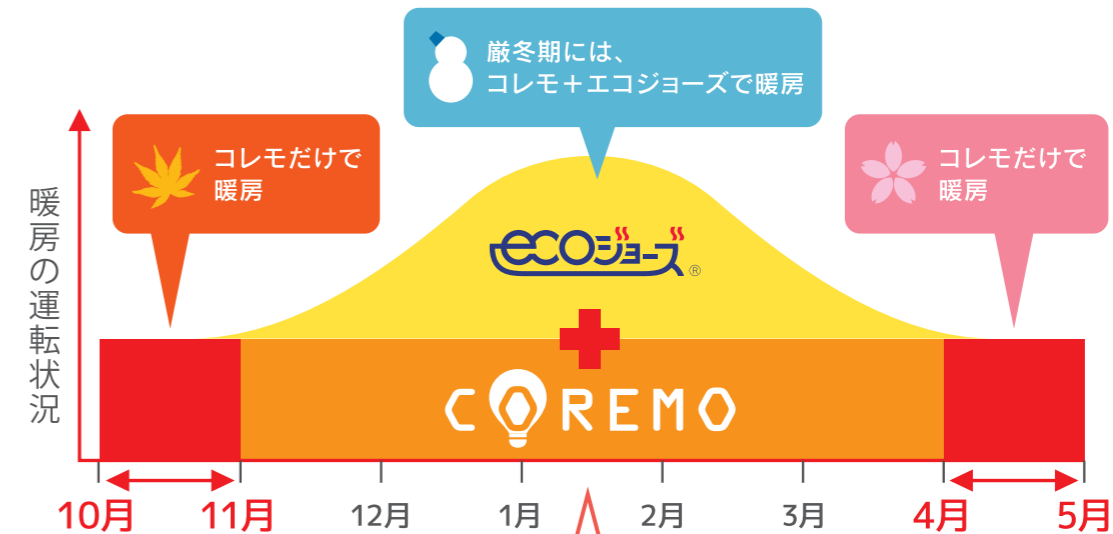 厳冬期には、
コレモ＋エコジョーズで暖房
コレモだけで
暖房
コレモだけで
暖房
暖房の運転状況
ecoジョーズ®
COREMO
10月 11月 12月 1月 2月 3月 4月 5月